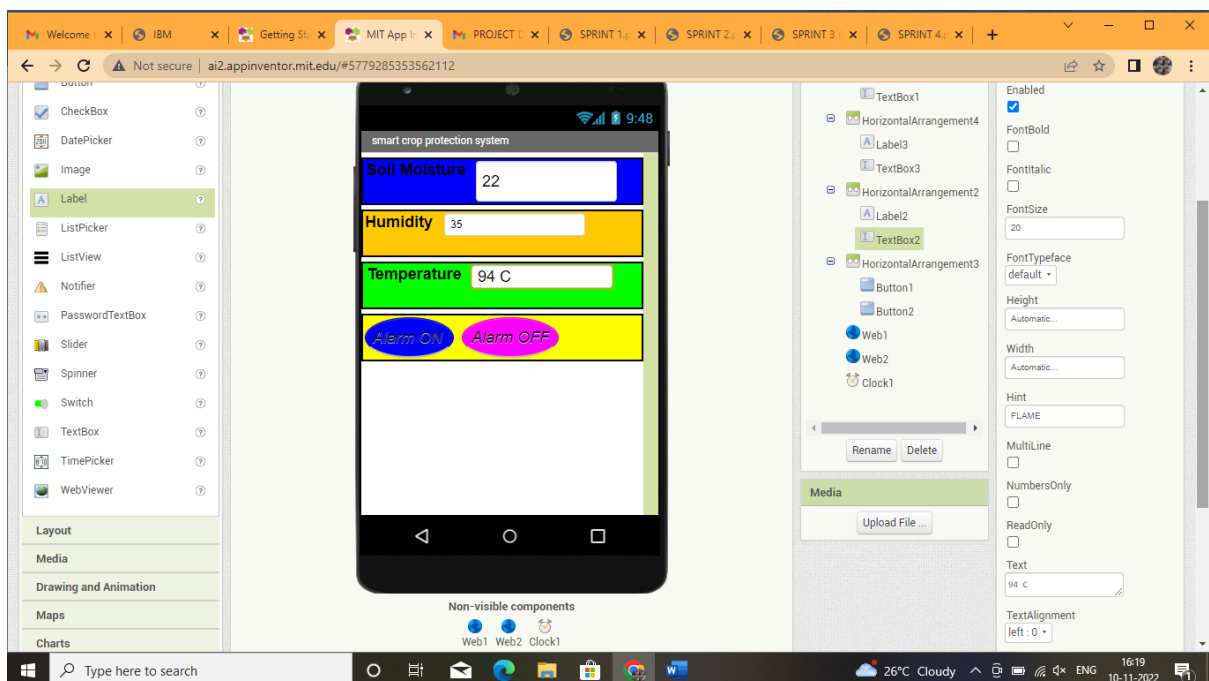 Welcome
IBM
Getting St
MIT App In
PROJECT D
SPRINT 1.p
SPRINT 2.p
SPRINT 3 (
SPRINT 4.p
Not secure | ai2.appinventor.mit.edu/#5779285353562112
Button
CheckBox
DatePicker
Image
Label
ListPicker
ListView
Notifier
PasswordTextBox
Slider
Spinner
Switch
TextBox
TimePicker
WebViewer
Layout
Media
Drawing and Animation
Maps
Charts
9:48
smart crop protection system
Soil Moisture 22
Humidity 35
Temperature 94 C
Alarm ON Alarm OFF
Non-visible components
Web1 Web2 Clock1
TextBox1
HorizontalArrangement4
Label3
TextBox3
HorizontalArrangement2
Label2
TextBox2
HorizontalArrangement3
Button1
Button2
Web1
Web2
Clock1
Rename Delete
Media
Upload File ...
Enabled
FontBold
FontItalic
FontSize
20
FontTypeface
default
Height
Automatic...
Width
Automatic...
Hint
FLAME
MultiLine
NumbersOnly
ReadOnly
Text
94 C
TextAlignment
left : 0
Type here to search
26°C Cloudy
ENG
16:19
10-11-2022